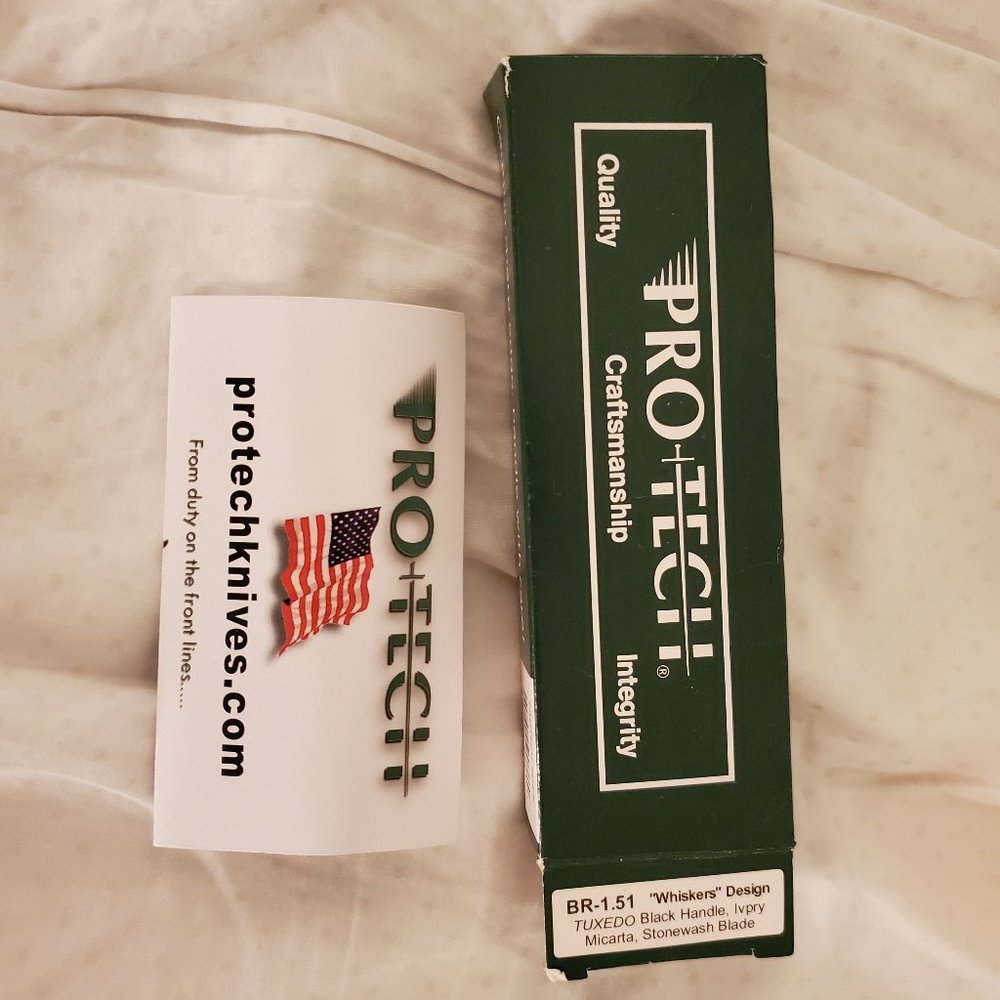 PRO-TECH
protechknives.com
From duty on the front lines.....
PRO-TECH®
Quality Craftsmanship Integrity
BR-1.51 "Whiskers" Design
TUXEDO Black Handle, Ivpry
Micarta, Stonewash Blade